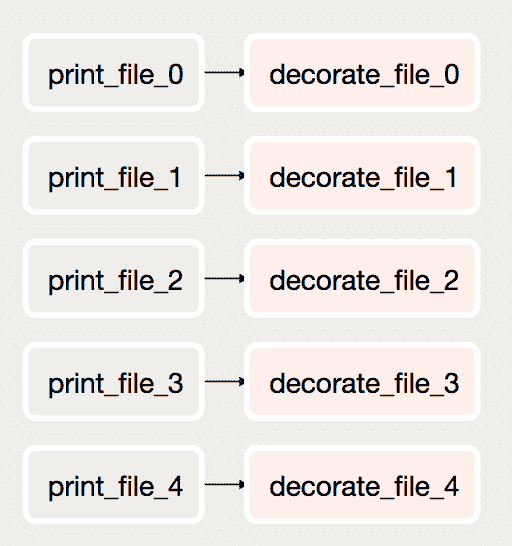 print_file_0 decorate_file_0
print_file_1 decorate_file_1
print_file_2 decorate_file_2
print_file_3 decorate_file_3
print_file_4 decorate_file_4